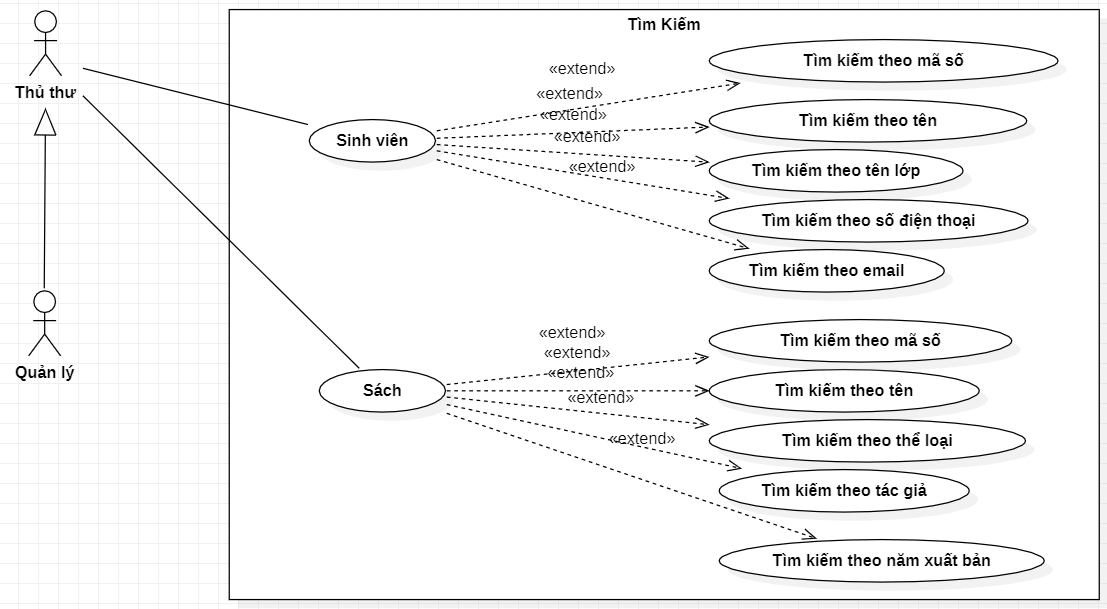 Tìm Kiếm
Thủ thư
Quản lý
Sinh viên
«extend»
«extend»
«extend»
«extend»
«extend»
Tìm kiếm theo mã số
Tìm kiếm theo tên
Tìm kiếm theo tên lớp
Tìm kiếm theo số điện thoại
Tìm kiếm theo email
Sách
«extend»
«extend»
«extend»
«extend»
«extend»
Tìm kiếm theo mã số
Tìm kiếm theo tên
Tìm kiếm theo thể loại
Tìm kiếm theo tác giả
Tìm kiếm theo năm xuất bản